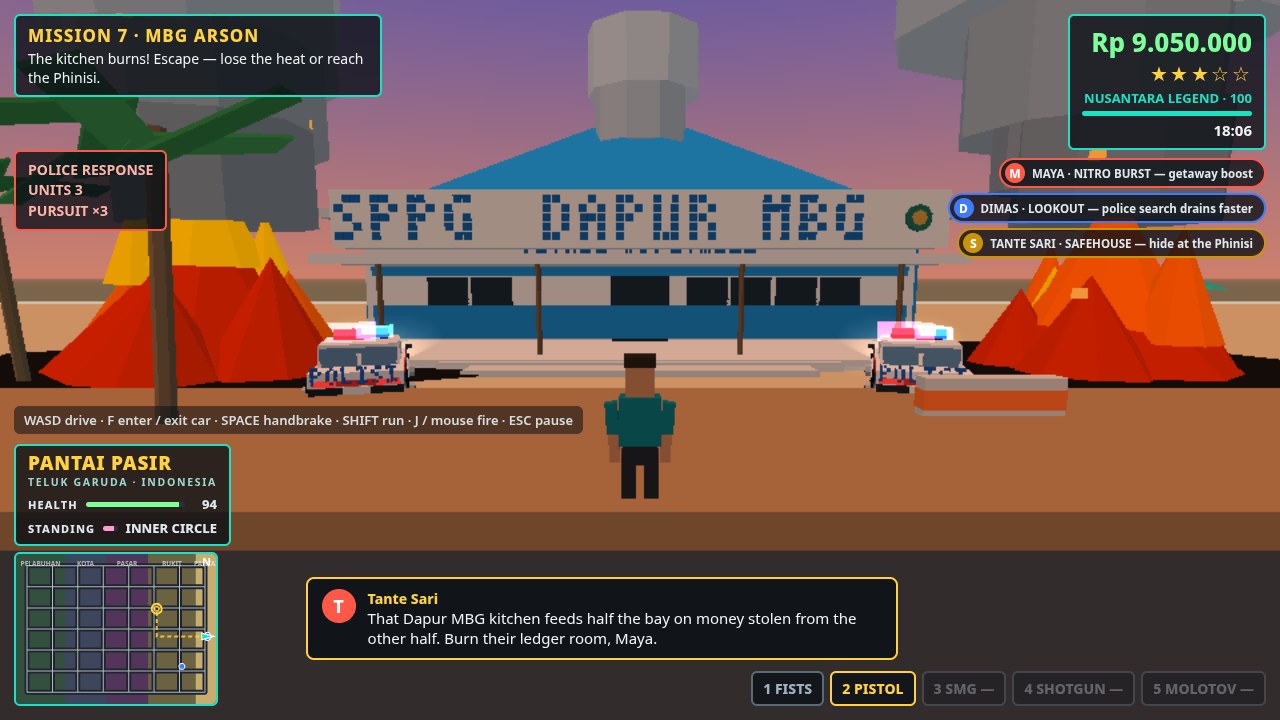 MISSION 7 · MBG ARSON
The kitchen burns! Escape — lose the heat or reach
the Phinisi.
Rp 9.050.000
★★★☆☆
NUSANTARA LEGEND · 100
18:06
POLICE RESPONSE
UNITS 3
PURSUIT ×3
M MAYA · NITRO BURST — getaway boost
D DIMAS · LOOKOUT — police search drains faster
S TANTE SARI · SAFEHOUSE — hide at the Phinisi
SPPG DAPUR MBG
WASD drive · F enter / exit car · SPACE handbrake · SHIFT run · J / mouse fire · ESC pause
PANTAI PASIR
TELUK GARUDA · INDONESIA
HEALTH 94
STANDING INNER CIRCLE
PELABUHAN KOTA PASAR BUKIT
N
T
Tante Sari
That Dapur MBG kitchen feeds half the bay on money stolen from the
other half. Burn their ledger room, Maya.
1 FISTS 2 PISTOL 3 SMG — 4 SHOTGUN — 5 MOLOTOV —